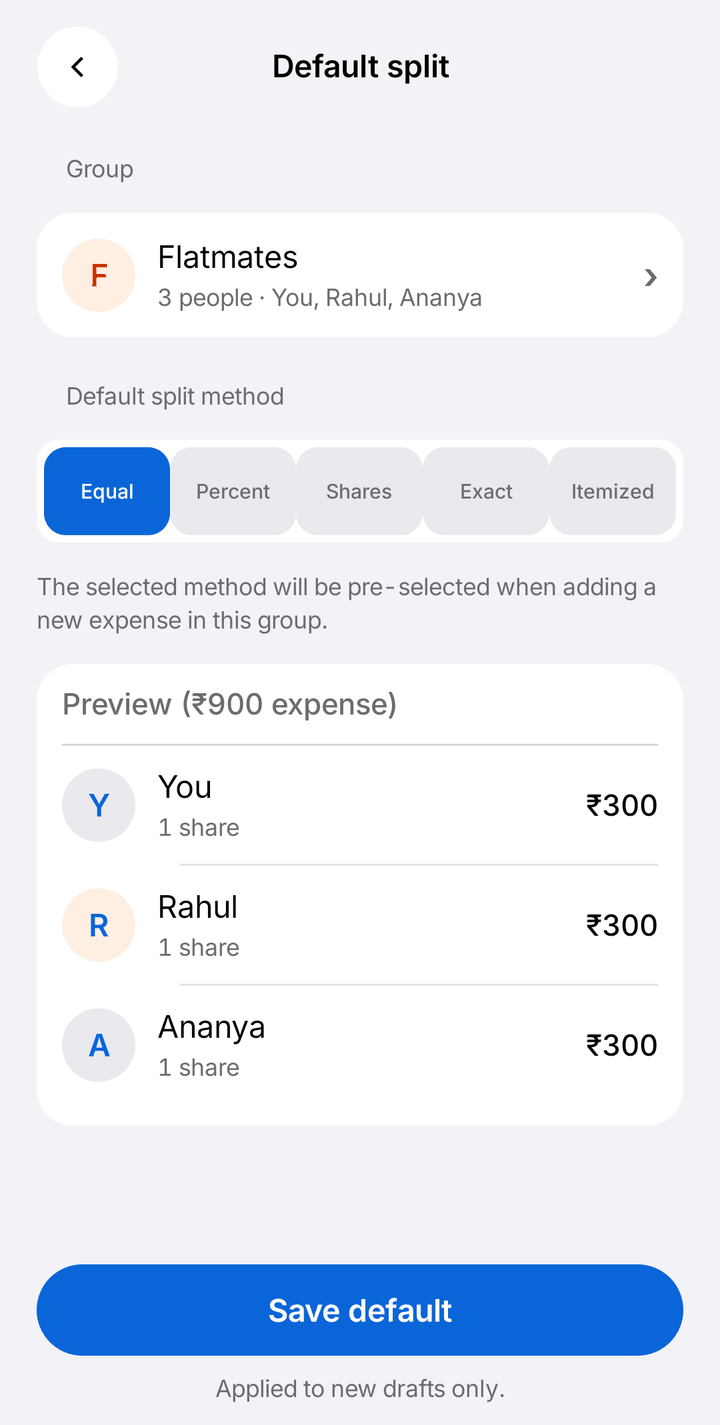 Default split
Group
F
Flatmates
3 people · You, Rahul, Ananya
Default split method
Equal
Percent
Shares
Exact
Itemized
The selected method will be pre-selected when adding a
new expense in this group.
Preview (₹900 expense)
Y
You
1 share
₹300
R
Rahul
1 share
₹300
A
Ananya
1 share
₹300
Save default
Applied to new drafts only.